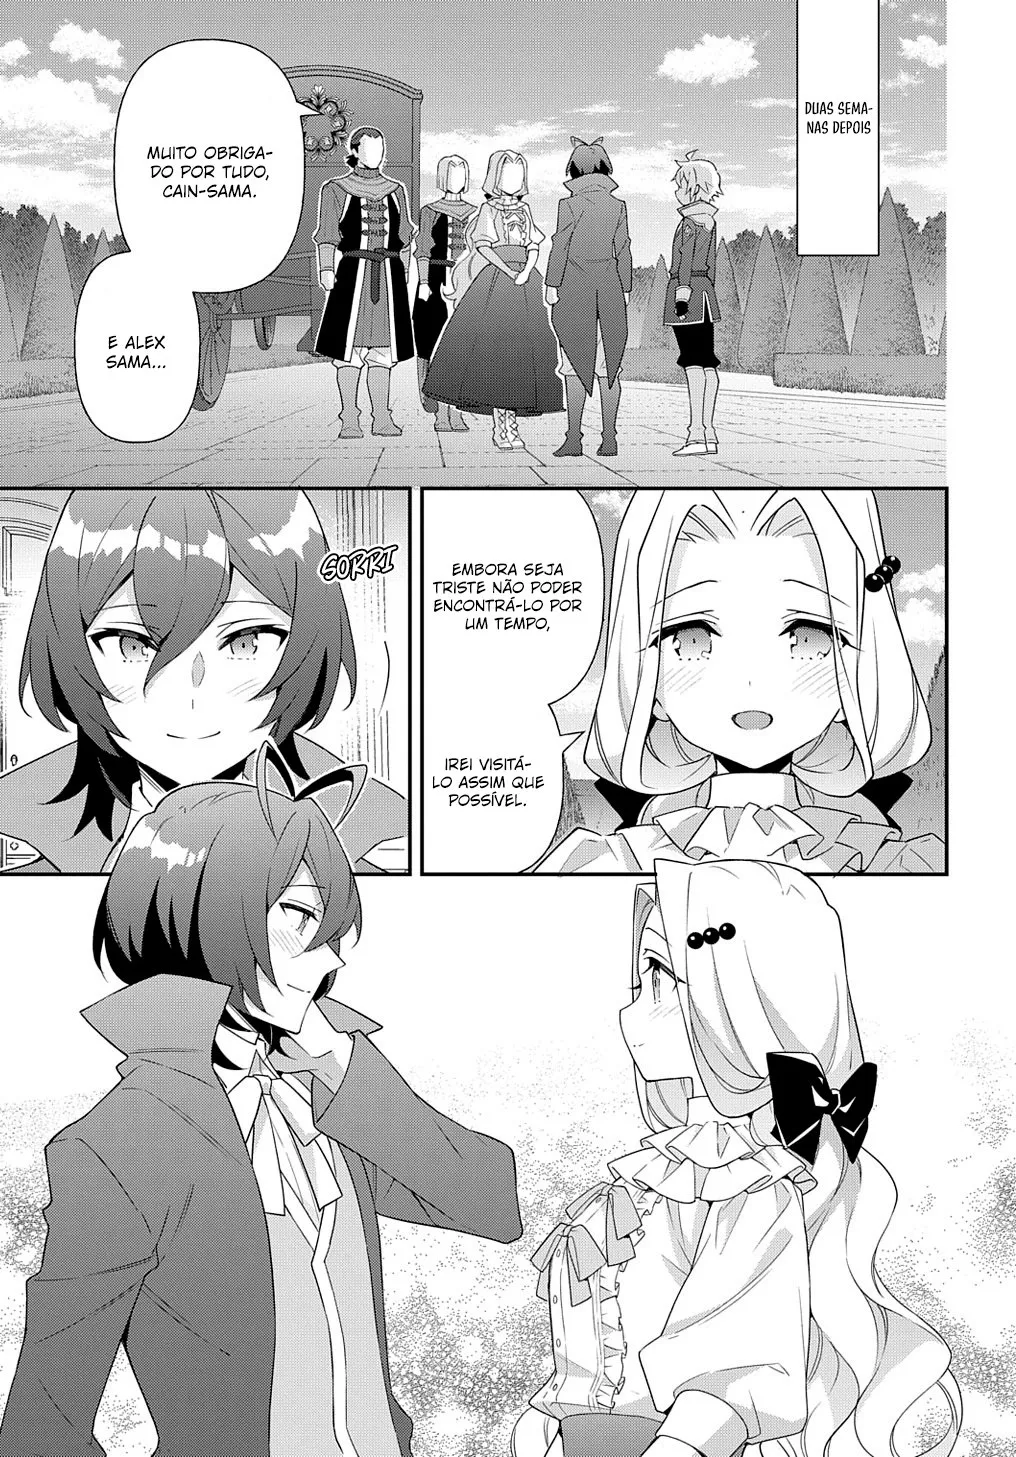 DUAS SEMA-
NAS DEPOIS
MUITO OBRIGA-
DO POR TUDO,
CAIN-SAMA.
E ALEX
SAMA...
EMBORA SEJA
TRISTE NÃO PODER
ENCONTRÁ-LO POR
UM TEMPO,
IREI VISITÁ-
LO ASSIM QUE
POSSÍVEL.
SORRI